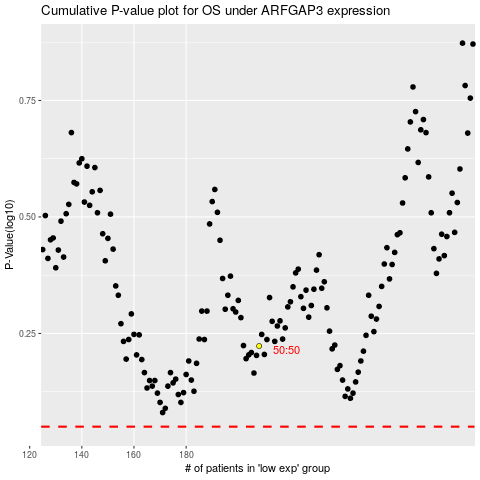 Cumulative P-value plot for OS under ARFGAP3 expression
P-Value(log10)
0.75
0.50
0.25
50:50
120 140 160 180
# of patients in 'low exp' group